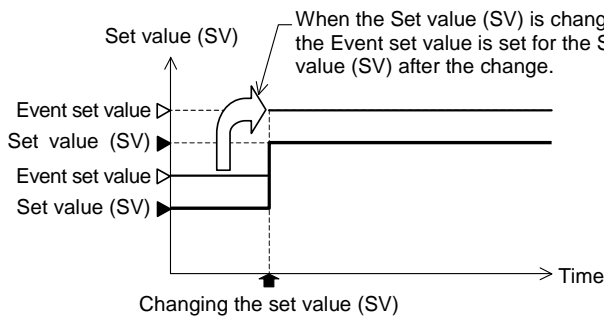 Set value (SV)
When the Set value (SV) is
the Event set value is set for the
value (SV) after the change.
Event set value
Set value (SV)
Event set value
Set value (SV)
Time
Changing the set value (SV)